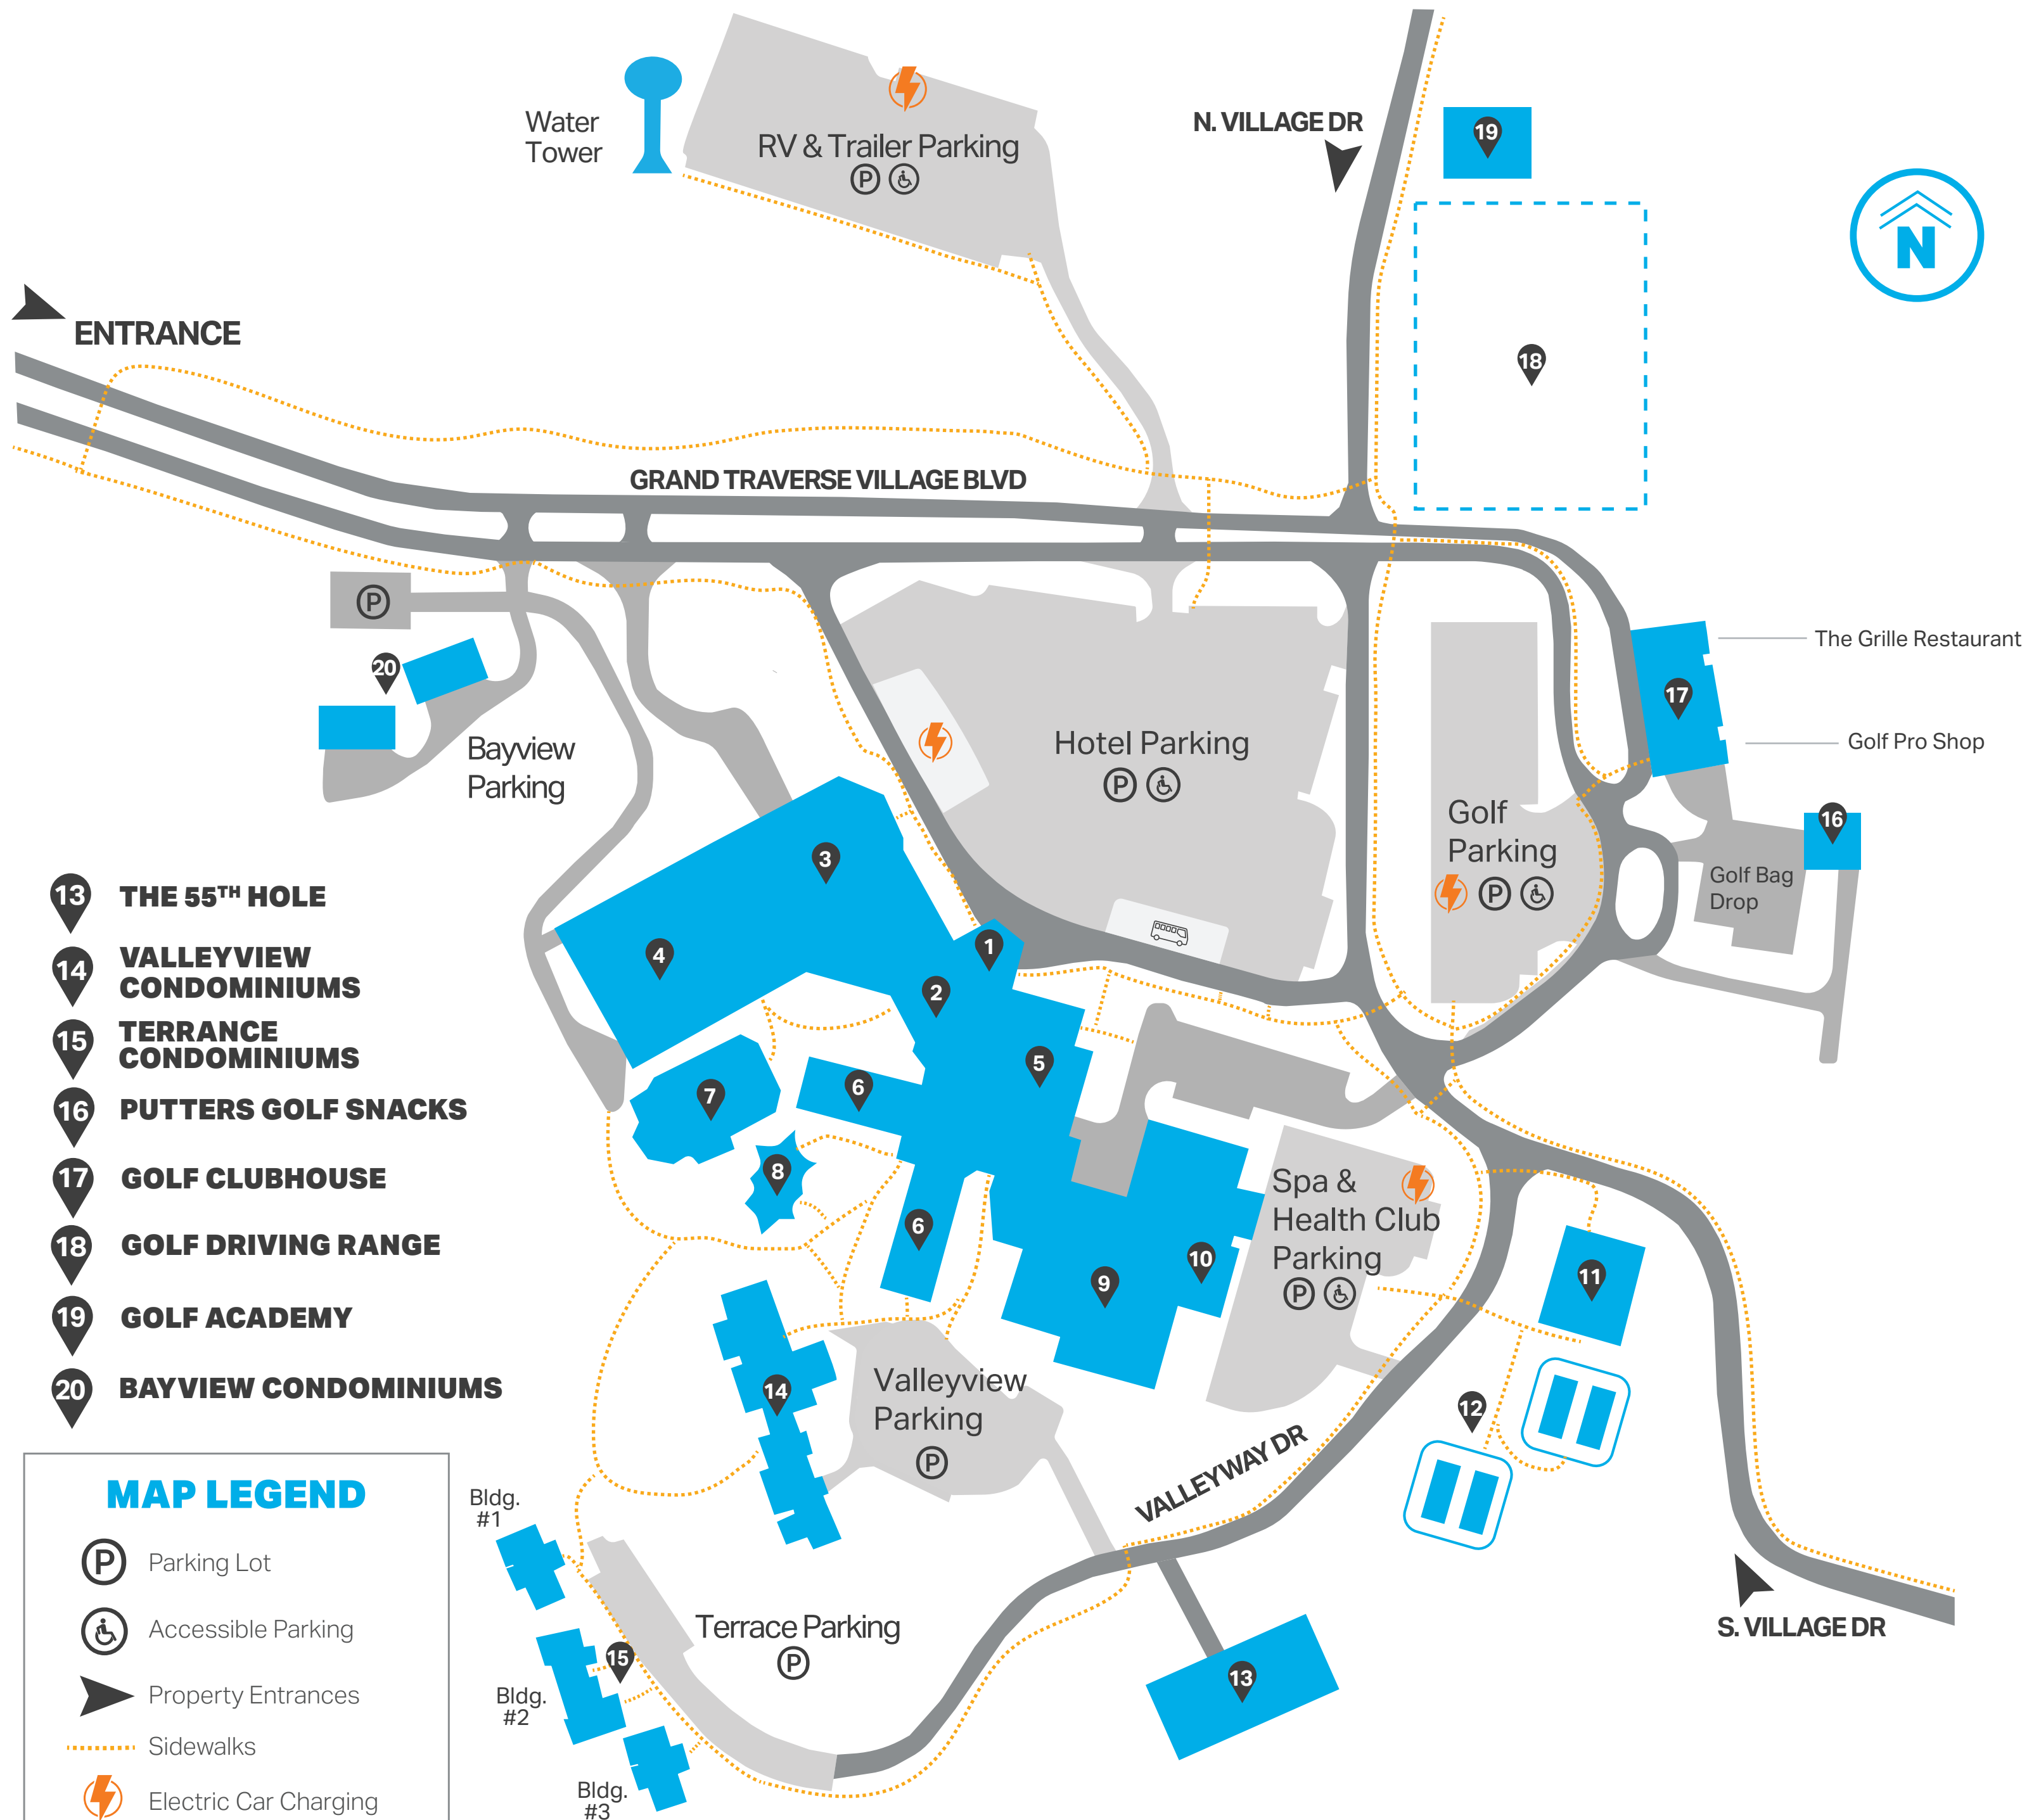 Water
Tower
RV & Trailer Parking
P
N. VILLAGE DR
19
N
18
ENTRANCE
GRAND TRAVERSE VILLAGE BLVD
P
20
Bayview
Parking
Hotel Parking
P
The Grille Restaurant
17
Golf Pro Shop
Golf
Parking
P
16
Golf Bag
Drop
3
4
1
2
5
6
7
8
6
9
10
Spa &
Health Club
Parking
P
11
12
14
Valleyview
Parking
P
VALLEYWAY DR
S. VILLAGE DR
Bldg.
#1
Terrace Parking
P
15
Bldg.
#2
13
Bldg.
#3
13 THE 55TH HOLE
14 VALLEYVIEW
CONDOMINIUMS
15 TERRANCE
CONDOMINIUMS
16 PUTTERS GOLF SNACKS
17 GOLF CLUBHOUSE
18 GOLF DRIVING RANGE
19 GOLF ACADEMY
20 BAYVIEW CONDOMINIUMS
MAP LEGEND
P Parking Lot
Accessible Parking
Property Entrances
Sidewalks
Electric Car Charging